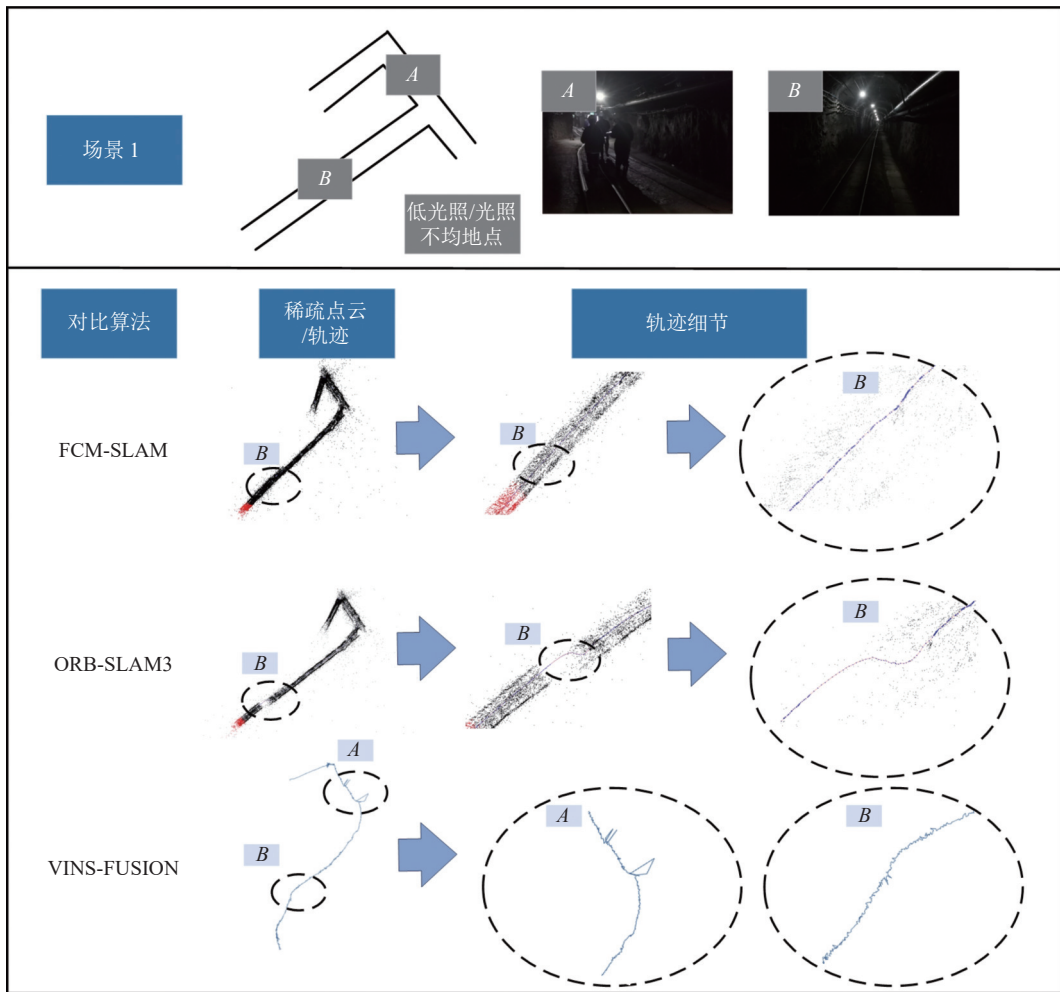 场景 1
A
B
低光照/光照
不均地点
A
B
对比算法
稀疏点云
/轨迹
轨迹细节
FCM-SLAM
B
B
B
ORB-SLAM3
B
B
B
VINS-FUSION
A
B
A
B